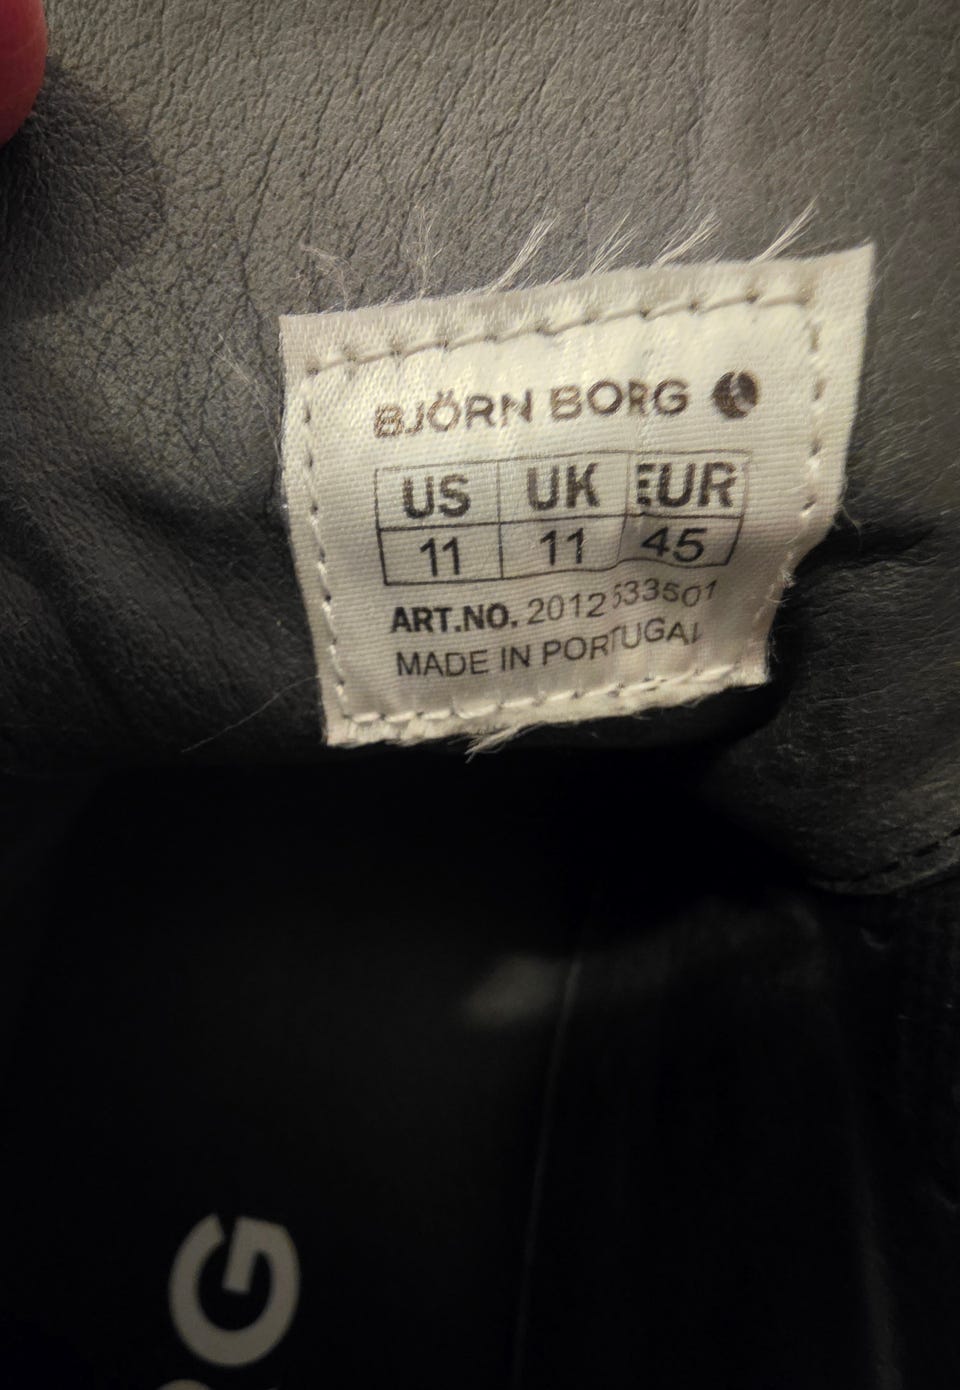 BJÖRN BORG
US UK EUR
11 11 45
ART.NO. 2012533501
MADE IN PORTUGAL
G